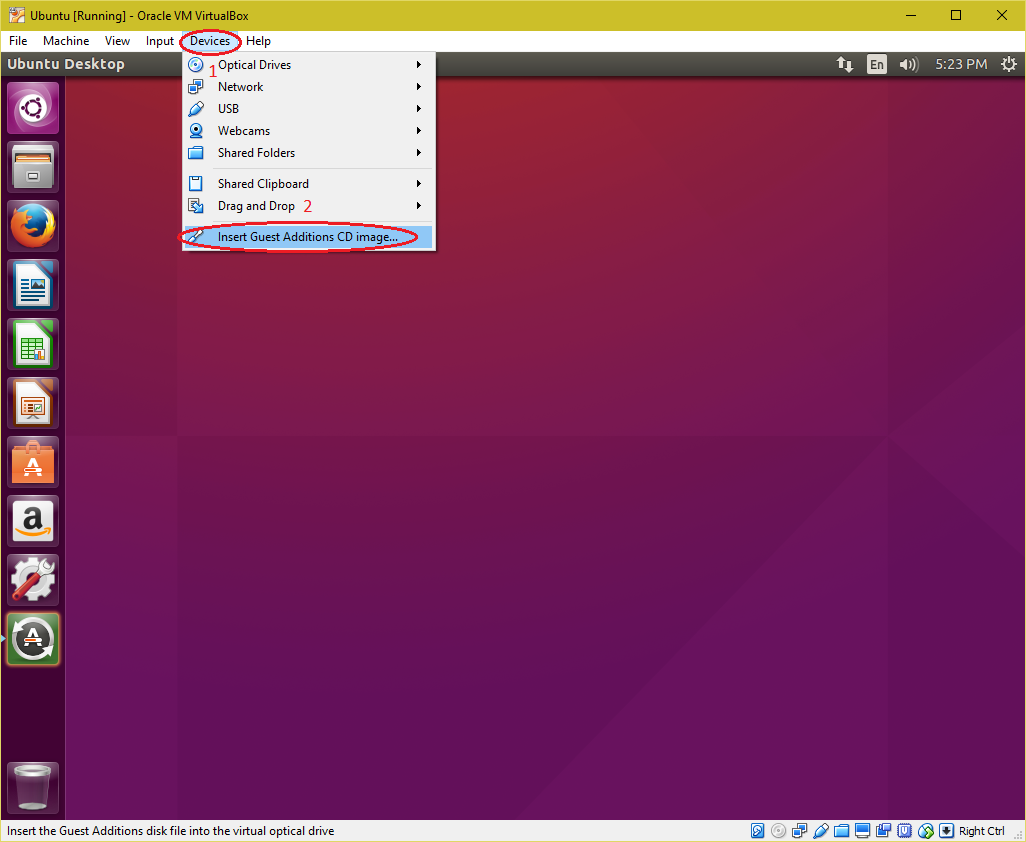 Ubuntu [Running] - Oracle VM VirtualBox
File Machine View Input Devices Help
Ubuntu Desktop En 5:23 PM
1
Optical Drives
Network
USB
Webcams
Shared Folders
Shared Clipboard
Drag and Drop 2
Insert Guest Additions CD image...
a
Insert the Guest Additions disk file into the virtual optical drive Right Ctrl